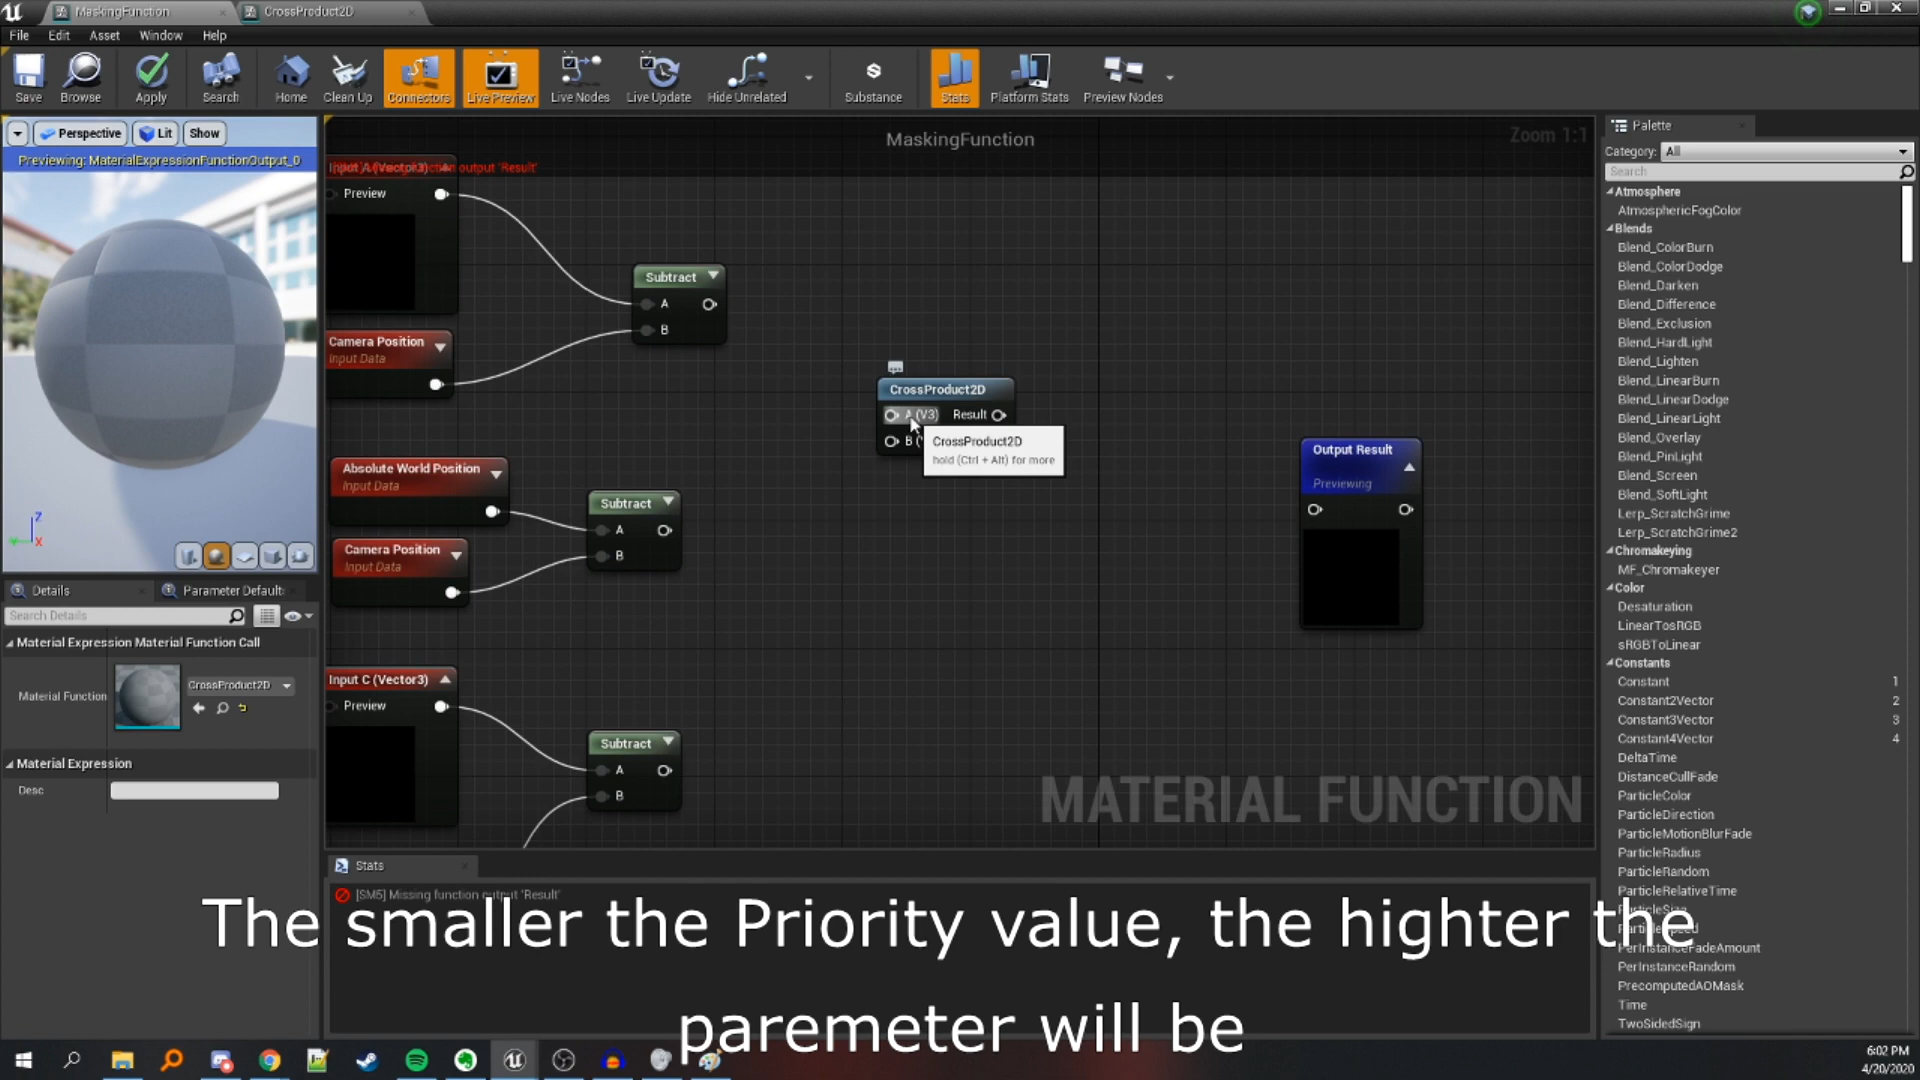 MaskingFunction
CrossProduct2D
File Edit Asset Window Help
Save Browse Apply Search Home Clean Up Connectors Live Preview Live Nodes Live Update Hide Unrelated Substance Stats Platform Stats Preview Nodes
Perspective Lit Show
Previewing: MaterialExpressionFunctionOutput_0
MaskingFunction
Zoom 1:1
Input A (Vector3)
output 'Result'
Preview
Subtract
A
B
Camera Position
Input Data
CrossProduct2D
A (V3) Result
B (
CrossProduct2D
hold (Ctrl + Alt) for more
Absolute World Position
Input Data
Subtract
A
B
Camera Position
Input Data
Output Result
Previewing
Input C (Vector3)
Preview
Subtract
A
B
MATERIAL FUNCTION
Z
X
Details
Parameter Default
Search Details
Material Expression Material Function Call
Material Function
CrossProduct2D
Material Expression
Desc
Stats
[SM5] Missing function output 'Result'
Palette
Category: All
Search
Atmosphere
AtmosphericFogColor
Blends
Blend_ColorBurn
Blend_ColorDodge
Blend_Darken
Blend_Difference
Blend_Exclusion
Blend_HardLight
Blend_Lighten
Blend_LinearBurn
Blend_LinearDodge
Blend_LinearLight
Blend_Overlay
Blend_PinLight
Blend_Screen
Blend_SoftLight
Lerp_ScratchGrime
Lerp_ScratchGrime2
Chromakeying
MF_Chromakeyer
Color
Desaturation
LinearTosRGB
sRGBToLinear
Constants
Constant 1
Constant2Vector 2
Constant3Vector 3
Constant4Vector 4
DeltaTime
DistanceCullFade
ParticleColor
ParticleDirection
ParticleMotionBlurFade
ParticleRadius
ParticleRandom
ParticleRelativeTime
ParticleSize
PerInstanceFadeAmount
PerInstanceRandom
PrecomputedAOMask
Time
TwoSidedSign
The smaller the Priority value, the highter the
paremeter will be
6:02 PM
4/20/2020